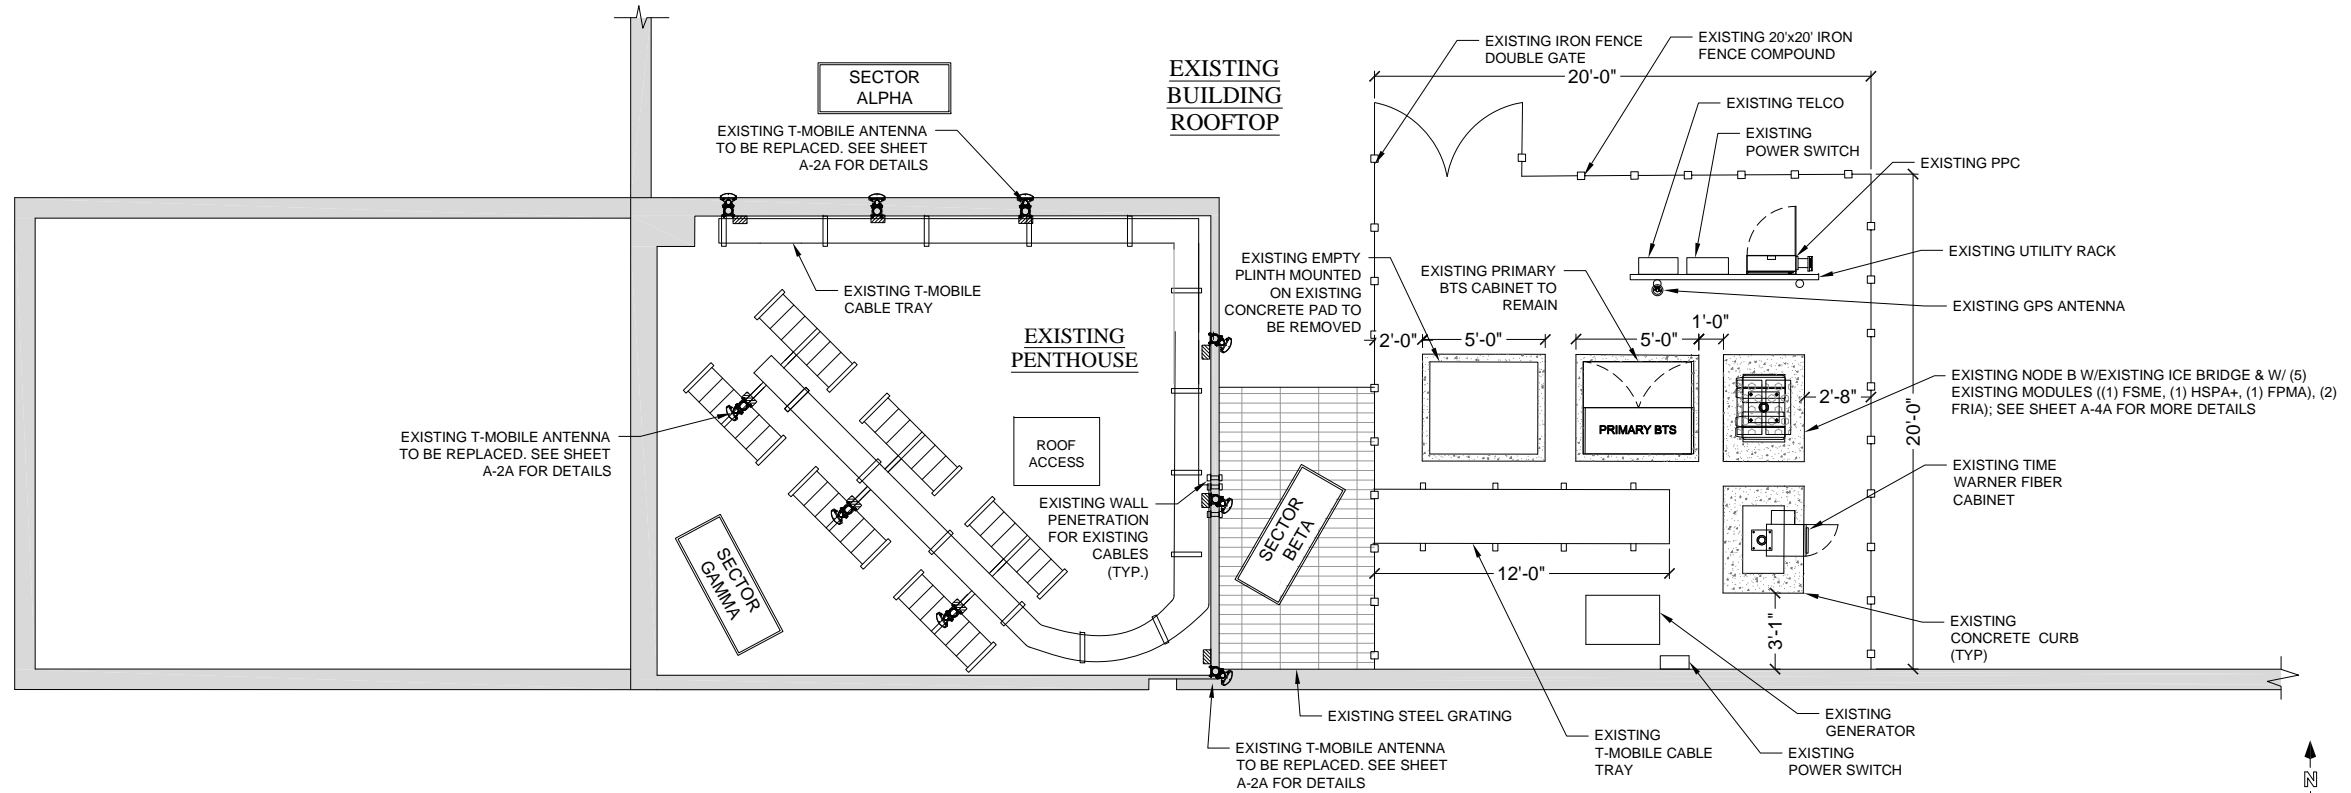 SECTOR
ALPHA
EXISTING T-MOBILE ANTENNA
TO BE REPLACED. SEE SHEET
A-2A FOR DETAILS
EXISTING
BUILDING
ROOFTOP
EXISTING IRON FENCE
DOUBLE GATE
EXISTING 20'x20' IRON
FENCE COMPOUND
20'-0"
EXISTING TELCO
EXISTING
POWER SWITCH
EXISTING PPC
EXISTING UTILITY RACK
EXISTING GPS ANTENNA
EXISTING T-MOBILE
CABLE TRAY
EXISTING
PENTHOUSE
EXISTING EMPTY
PLINTH MOUNTED
ON EXISTING
CONCRETE PAD TO
BE REMOVED
EXISTING PRIMARY
BTS CABINET TO
REMAIN
2'-0"
5'-0"
5'-0"
1'-0"
2'-8"
20'-0"
EXISTING NODE B W/EXISTING ICE BRIDGE & W/ (5)
EXISTING MODULES ((1) FSME, (1) HSPA+, (1) FPMA), (2)
FRIA); SEE SHEET A-4A FOR MORE DETAILS
PRIMARY BTS
EXISTING T-MOBILE ANTENNA
TO BE REPLACED. SEE SHEET
A-2A FOR DETAILS
ROOF
ACCESS
EXISTING WALL
PENETRATION
FOR EXISTING
CABLES
(TYP.)
SECTOR
BETA
SECTOR
GAMMA
EXISTING TIME
WARNER FIBER
CABINET
12'-0"
3'-1"
EXISTING
CONCRETE CURB
(TYP)
EXISTING STEEL GRATING
EXISTING T-MOBILE ANTENNA
TO BE REPLACED. SEE SHEET
A-2A FOR DETAILS
EXISTING
T-MOBILE CABLE
TRAY
EXISTING
GENERATOR
EXISTING
POWER SWITCH
N